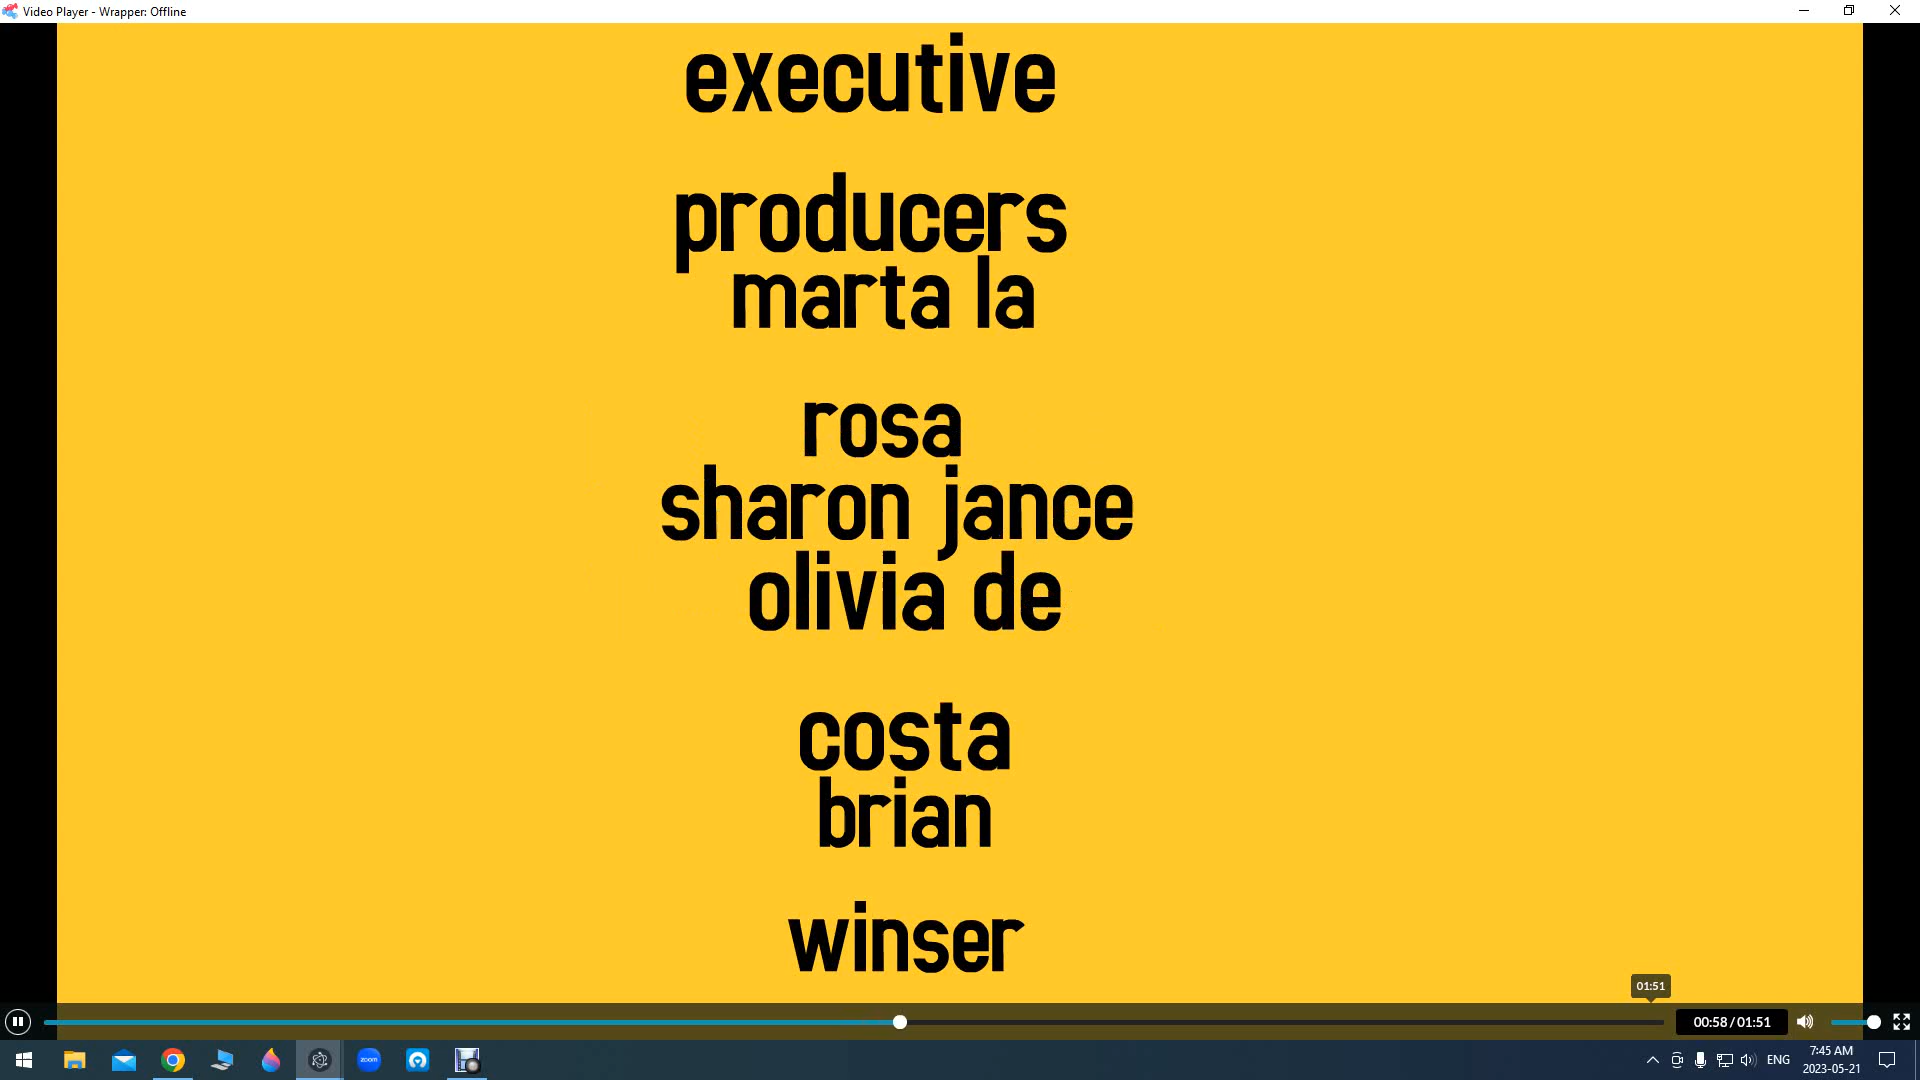 Video Player - Wrapper: Offline
executive
producers
marta la
rosa
sharon jance
olivia de
costa
brian
winser
01:51
00:58 / 01:51
zoom
ENG
7:45 AM
2023-05-21